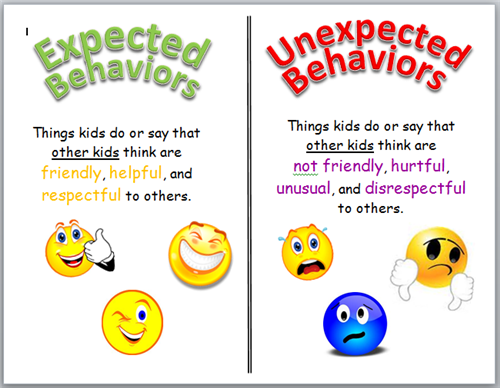 Expected
Behaviors
Things kids do or say that
other kids think are
friendly, helpful, and
respectful to others.
Unexpected
Behaviors
Things kids do or say that
other kids think are
not friendly, hurtful,
unusual, and disrespectful
to others.